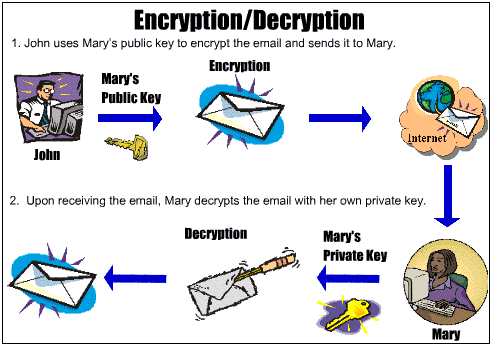 Encryption/Decryption
1. John uses Mary's public key to encrypt the email and sends it to Mary.
Mary's
Public Key
Encryption
John
Internet
2.  Upon receiving the email, Mary decrypts the email with her own private key.
Decryption
Mary's
Private Key
Mary